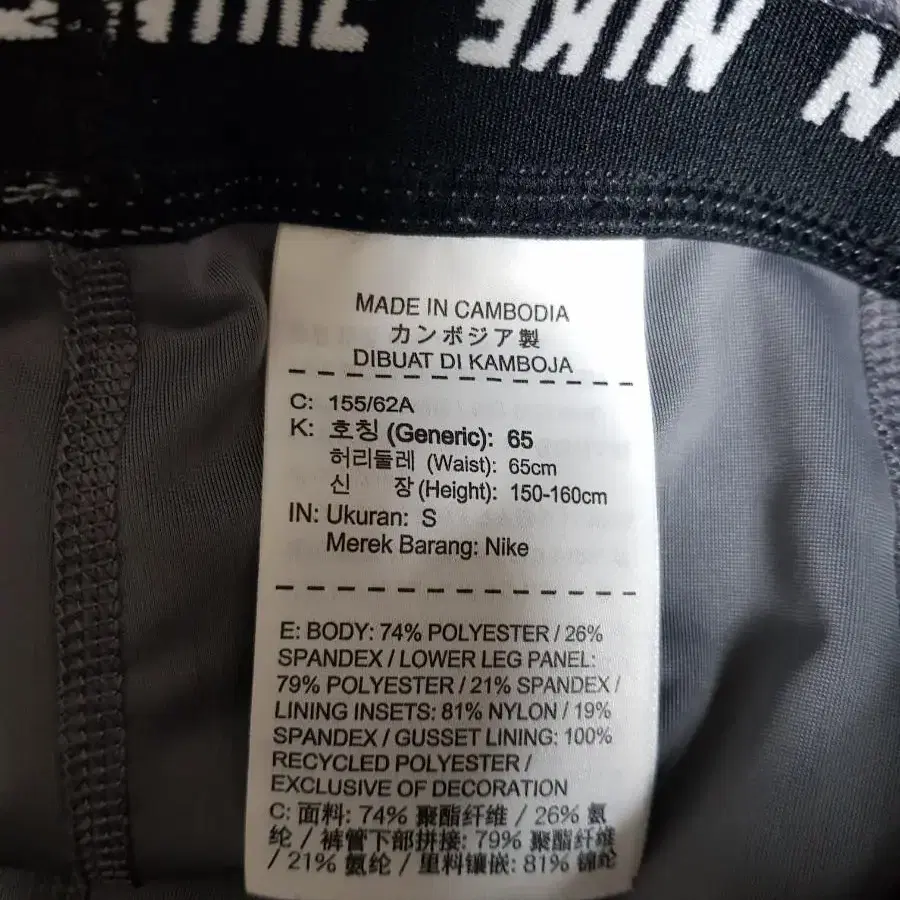 NIKE
MADE IN CAMBODIA
カンボジア製
DIBUAT DI KAMBOJA
C: 155/62A
K: 호칭 (Generic): 65
허리둘레 (Waist): 65cm
신 장 (Height): 150-160cm
IN: Ukuran: S
Merek Barang: Nike
E: BODY: 74% POLYESTER / 26%
SPANDEX / LOWER LEG PANEL:
79% POLYESTER / 21% SPANDEX /
LINING INSETS: 81% NYLON / 19%
SPANDEX / GUSSET LINING: 100%
RECYCLED POLYESTER /
EXCLUSIVE OF DECORATION
C: 面料: 74% 聚酯纤维 / 26% 氨
纶 / 裤管下部拼接: 79% 聚酯纤维
/ 21% 氨纶 / 里料镶嵌: 81% 锦纶